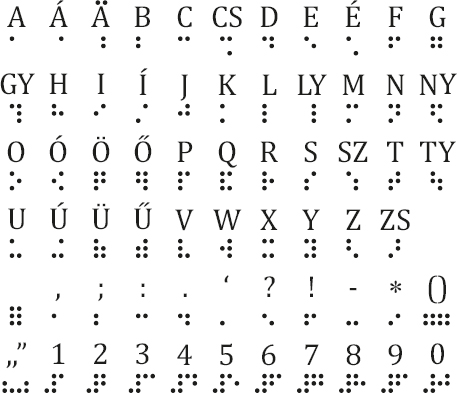 A Á Ä B C CS D E É F G
GY H I Í J K L LY M N NY
O Ó Ö Ő P Q R S SZ T TY
U Ú Ü Ű V W X Y Z ZS
, ; : . ‘ ? ! - * ()
„” 1 2 3 4 5 6 7 8 9 0